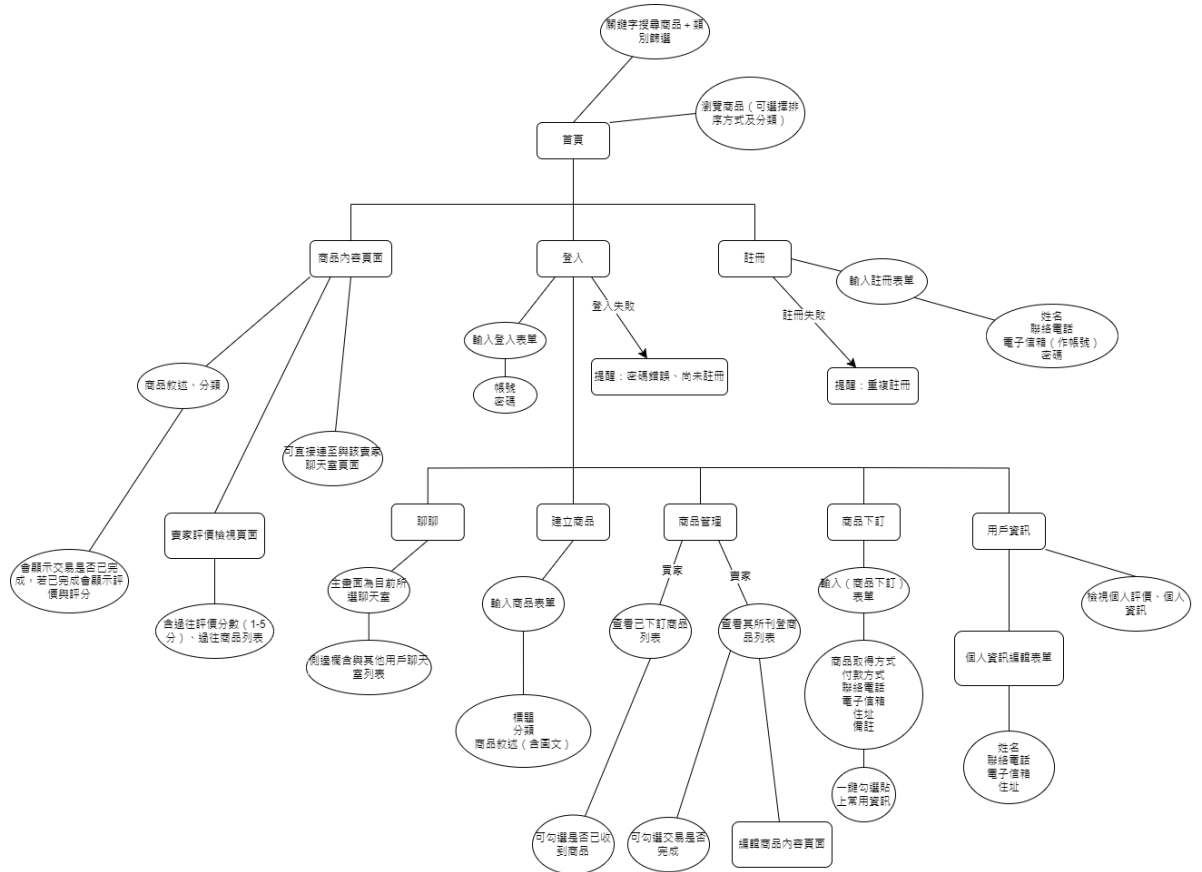 關鍵字搜尋商品 + 類
別篩選
瀏覽商品（可選擇排
序方式及分類）
首頁
商品內容頁面
登入
註冊
輸入註冊表單
登入失敗
註冊失敗
姓名
聯絡電話
電子信箱（作帳號）
密碼
輸入登入表單
提醒：密碼錯誤、尚未註冊
提醒：重複註冊
商品敘述、分類
帳號
密碼
可直接連至與該賣家
聊天室頁面
賣家評價檢視頁面
聊聊
建立商品
商品管理
商品下訂
用戶資訊
會顯示交易是否已完
成，若已完成會顯示評
價與評分
主畫面為目前所
選聊天室
輸入商品表單
買家
賣家
輸入（商品下訂）
表單
檢視個人評價、個人
資訊
含過往評價分數（1-5
分）、過往商品列表
側邊欄含與其他用戶聊天
室列表
查看已下訂商品
列表
查看其所刊登商
品列表
商品取得方式
付款方式
聯絡電話
電子信箱
住址
備註
個人資訊編輯表單
標題
分類
商品敘述（含圖文）
姓名
聯絡電話
電子信箱
住址
一鍵勾選貼
上常用資訊
可勾選是否已收
到商品
可勾選交易是否
完成
編輯商品內容頁面